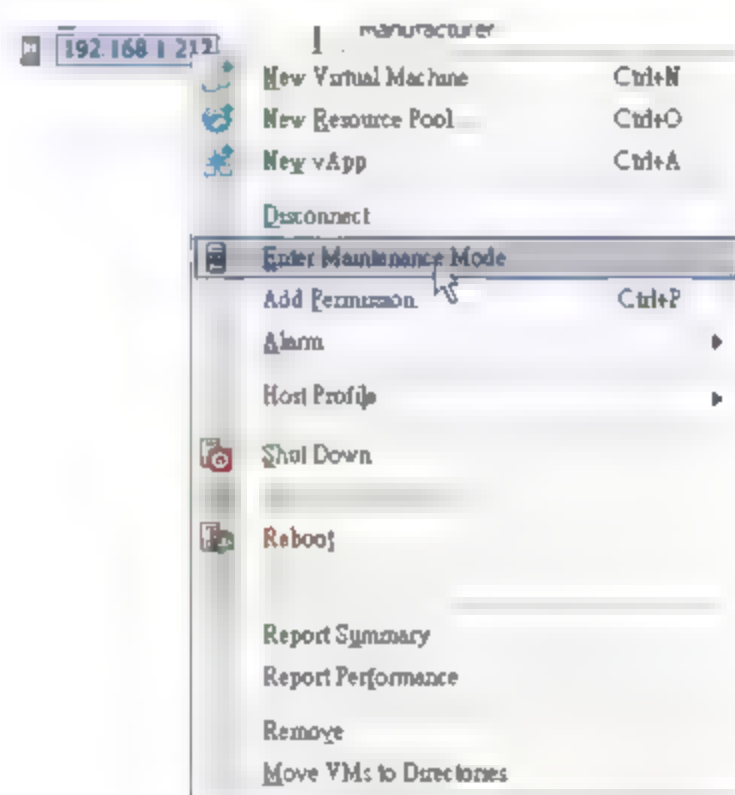 manufacturer
192.168.1.212
New Virtual Machine Ctrl+N
New Resource Pool Ctrl+O
New vApp Ctrl+A
Disconnect
Enter Maintenance Mode
Add Permission Ctrl+P
Alarm
Host Profile
Shut Down
Reboot
Report Summary
Report Performance
Remove
Move VMs to Directories